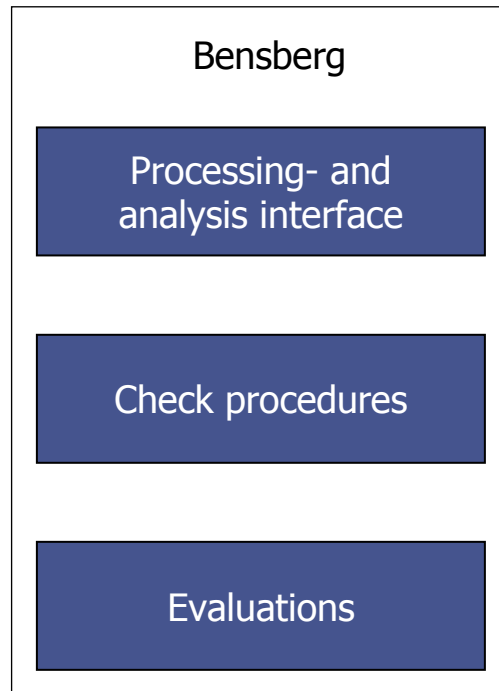 Bensberg
Processing- and
analysis interface
Check procedures
Evaluations